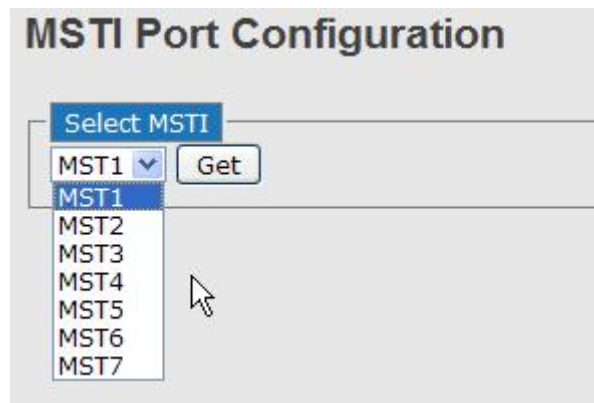 MSTI Port Configuration
Select MSTI
MST1 Get
MST1
MST2
MST3
MST4
MST5
MST6
MST7